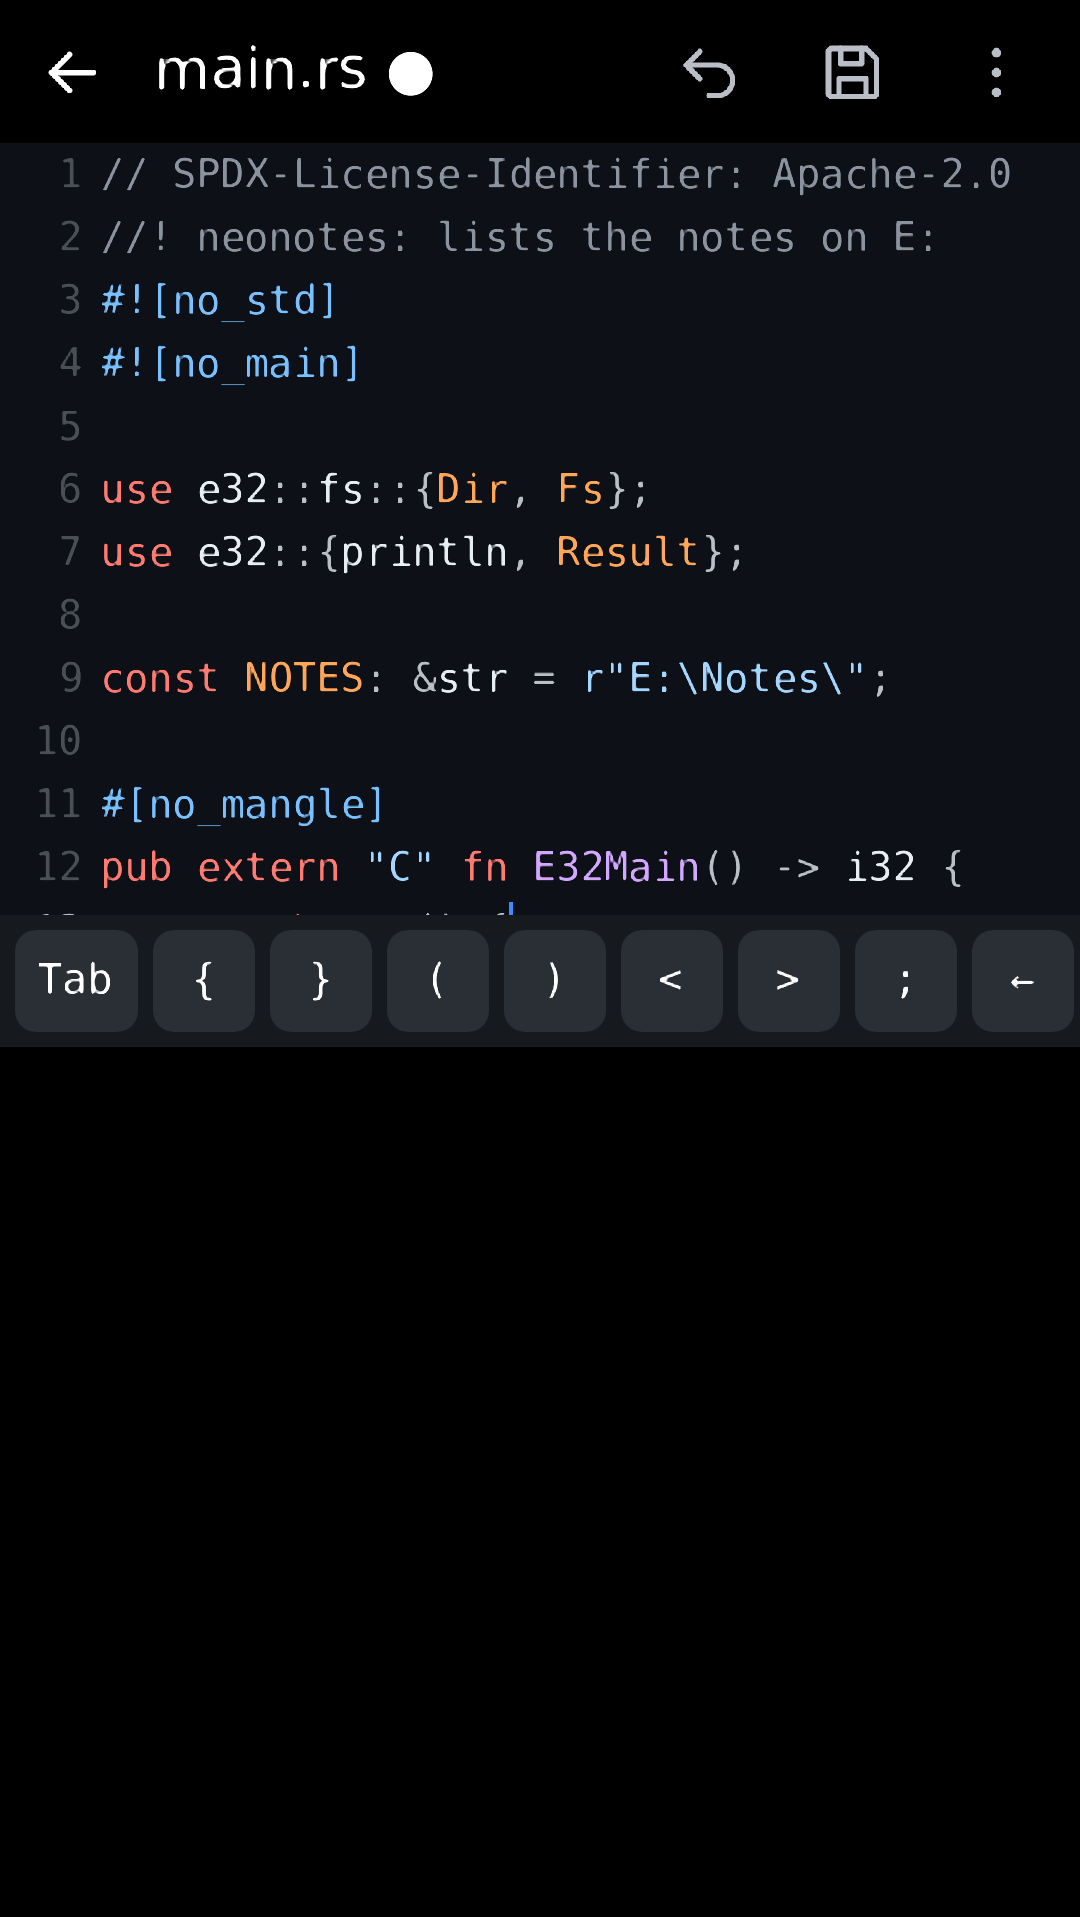 main.rs
1 // SPDX-License-Identifier: Apache-2.0
2 //! neonotes: lists the notes on E:
3 #![no_std]
4 #![no_main]
5
6 use e32::fs::{Dir, Fs};
7 use e32::{println, Result};
8
9 const NOTES: &str = r"E:\Notes\";
10
11 #[no_mangle]
12 pub extern "C" fn E32Main() -> i32 {
Tab { } ( ) < > ; ←